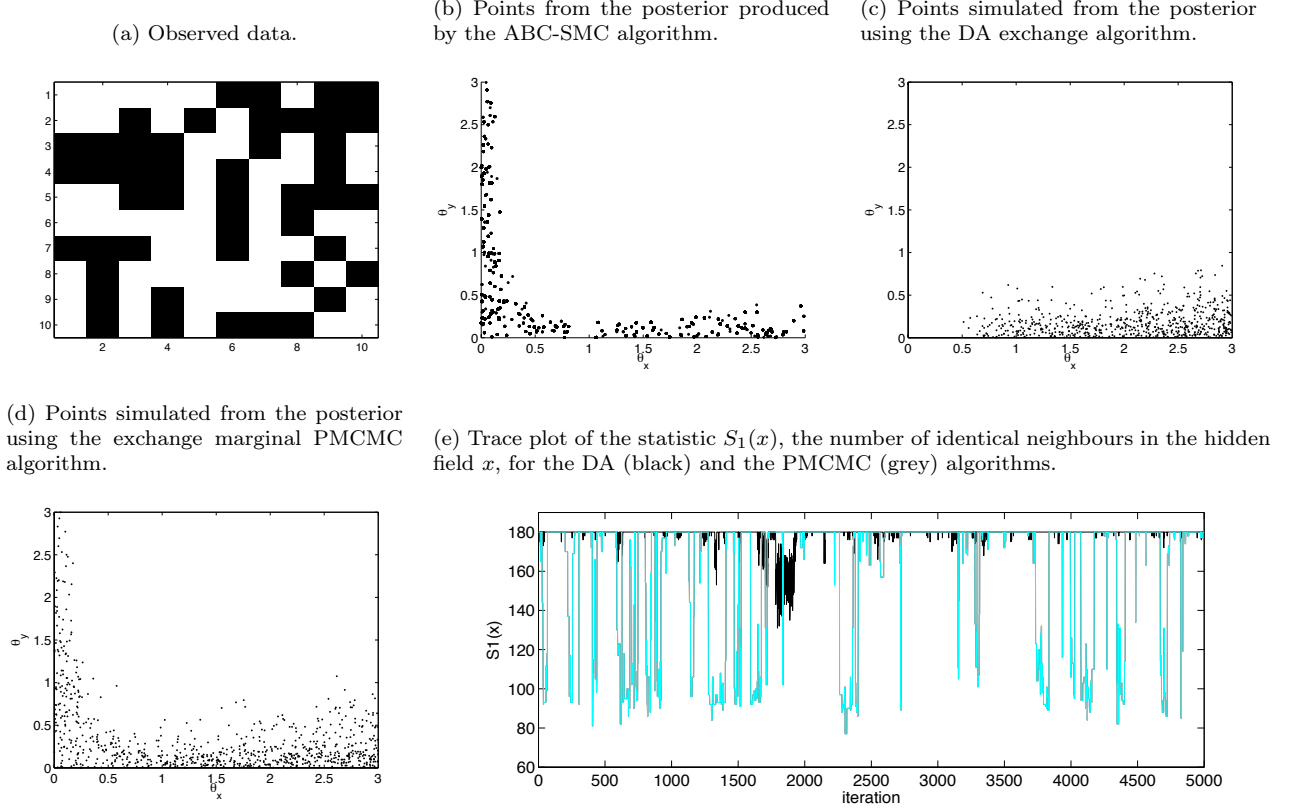 (a) Observed data.
(b) Points from the posterior produced
by the ABC-SMC algorithm.
(c) Points simulated from the posterior
using the DA exchange algorithm.
1
2
3
4
5
6
7
8
9
10
2 4 6 8 10
3
2.5
2
1.5
1
0.5
0
θy
0 0.5 1 1.5 2 2.5 3
θx
3
2.5
2
1.5
1
0.5
0
θy
0 0.5 1 1.5 2 2.5 3
θx
(d) Points simulated from the posterior
using the exchange marginal PMCMC
algorithm.
(e) Trace plot of the statistic S1(x), the number of identical neighbours in the hidden
field x, for the DA (black) and the PMCMC (grey) algorithms.
3
2.5
2
1.5
1
0.5
0
θy
0 0.5 1 1.5 2 2.5 3
θx
180
160
140
120
100
80
60
S1(x)
0 500 1000 1500 2000 2500 3000 3500 4000 4500 5000
iteration